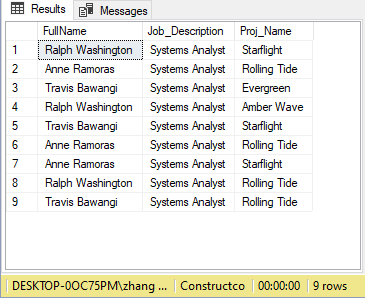 Results Messages
FullName Job_Description Proj_Name
1 Ralph Washington Systems Analyst Starflight
2 Anne Ramoras Systems Analyst Rolling Tide
3 Travis Bawangi Systems Analyst Evergreen
4 Ralph Washington Systems Analyst Amber Wave
5 Travis Bawangi Systems Analyst Starflight
6 Anne Ramoras Systems Analyst Rolling Tide
7 Anne Ramoras Systems Analyst Starflight
8 Ralph Washington Systems Analyst Rolling Tide
9 Travis Bawangi Systems Analyst Rolling Tide
DESKTOP-0OC75PM\zhang ... Constructco 00:00:00 9 rows